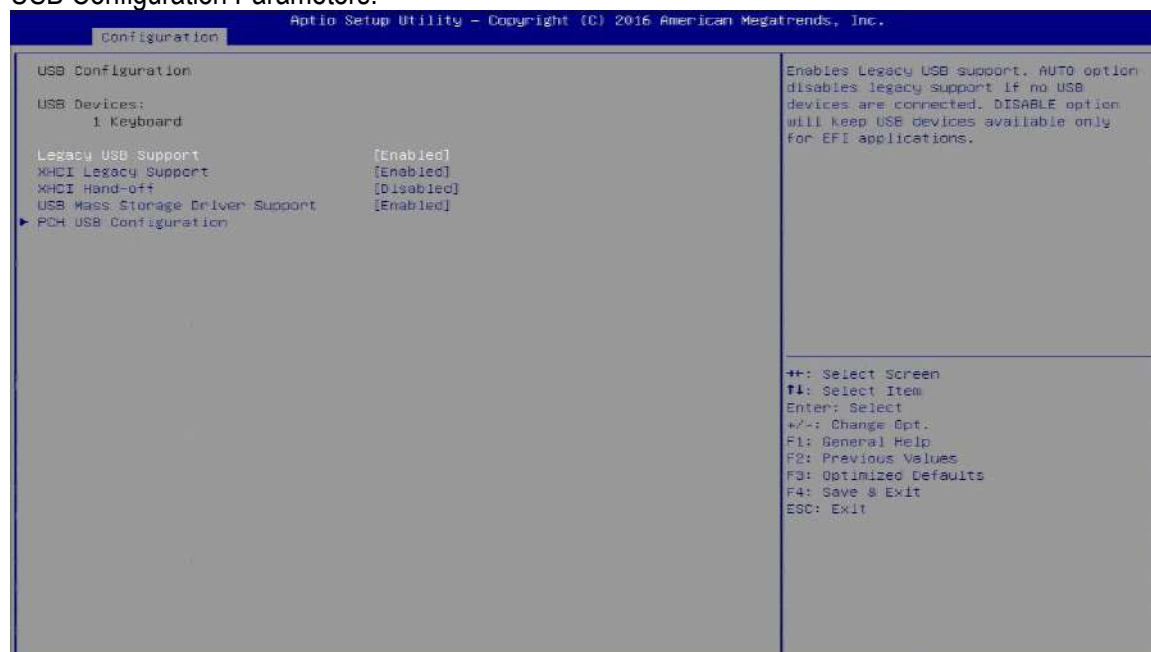 USB Configuration Parameters.
Aptio Setup Utility – Copyright (C) 2016 American Megatrends, Inc.
Configuration
USB Configuration
USB Devices:
1 Keyboard
Legacy USB Support [Enabled]
XHCI Legacy Support [Enabled]
XHCI Hand-off [Disabled]
USB Mass Storage Driver Support [Enabled]
► PCH USB Configuration
Enables Legacy USB support. AUTO option
disables legacy support if no USB
devices are connected. DISABLE option
will keep USB devices available only
for EFI applications.
→←: Select Screen
↑↓: Select Item
Enter: Select
+/-: Change Opt.
F1: General Help
F2: Previous Values
F3: Optimized Defaults
F4: Save & Exit
ESC: Exit